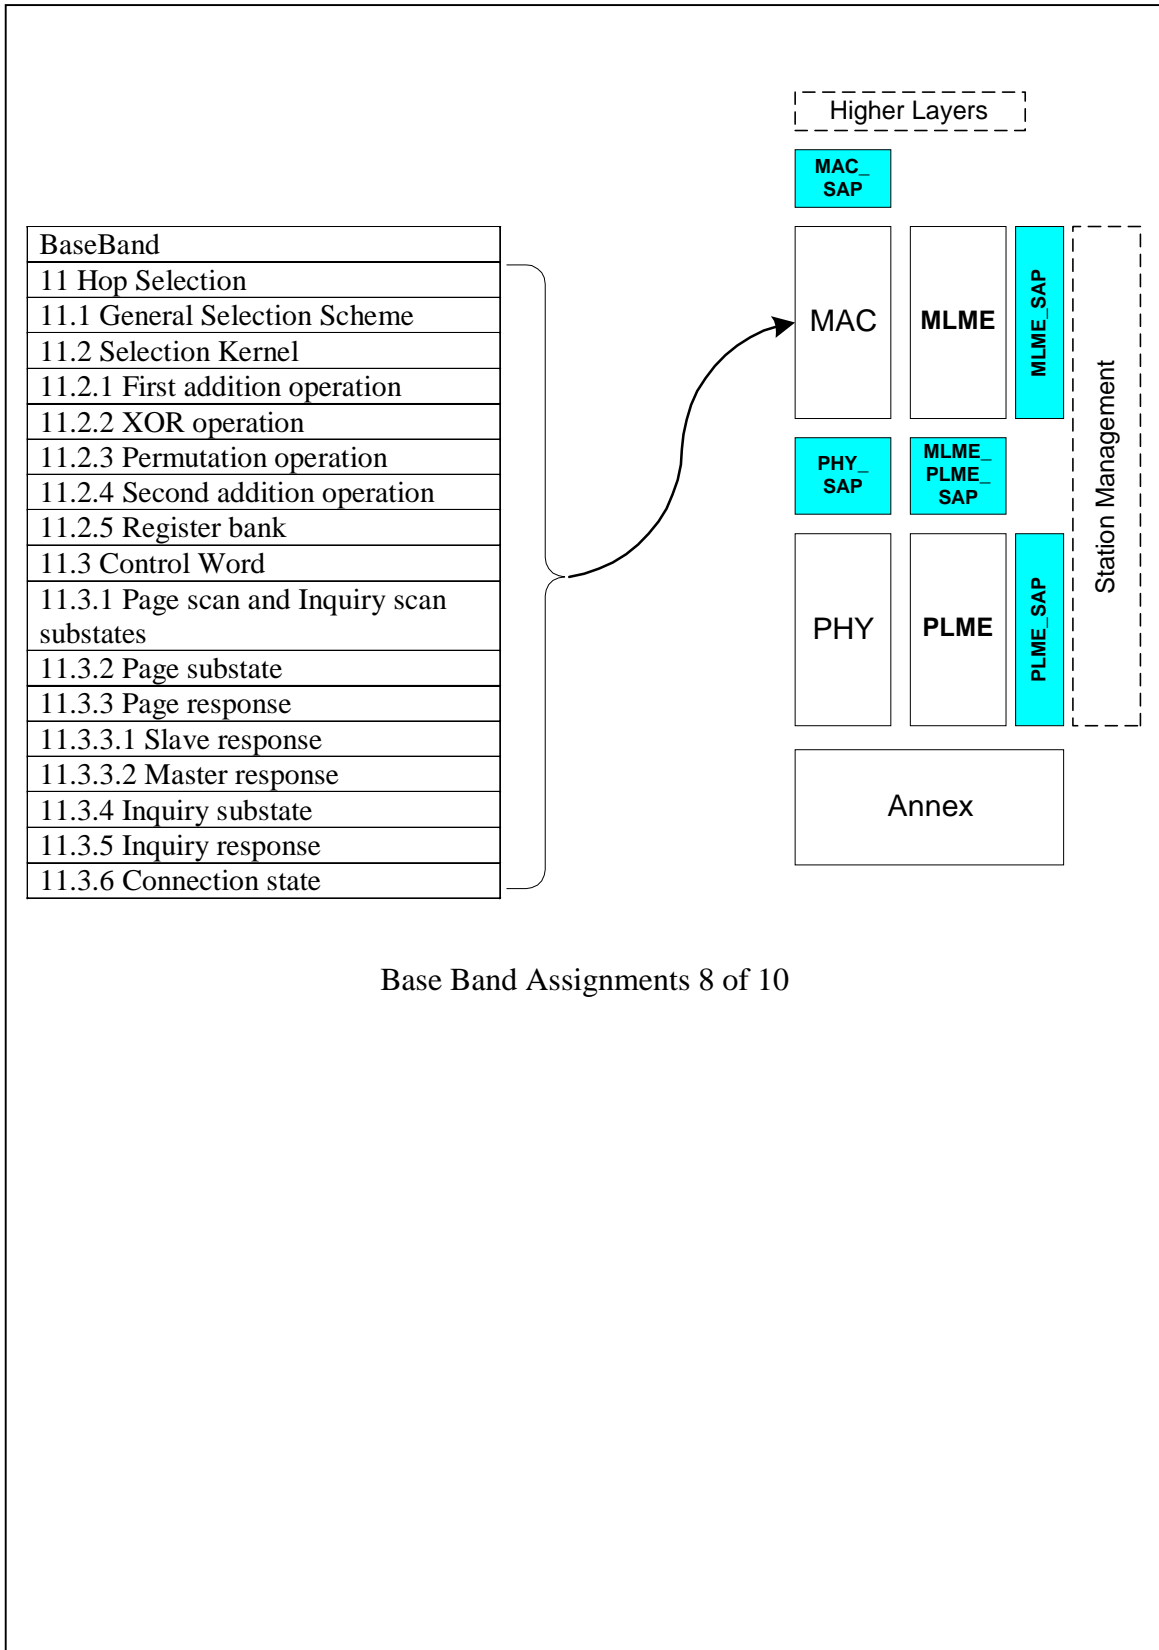 BaseBand
11 Hop Selection
11.1 General Selection Scheme
11.2 Selection Kernel
11.2.1 First addition operation
11.2.2 XOR operation
11.2.3 Permutation operation
11.2.4 Second addition operation
11.2.5 Register bank
11.3 Control Word
11.3.1 Page scan and Inquiry scan
substates
11.3.2 Page substate
11.3.3 Page response
11.3.3.1 Slave response
11.3.3.2 Master response
11.3.4 Inquiry substate
11.3.5 Inquiry response
11.3.6 Connection state
Higher Layers
MAC_
SAP
MAC
MLME
MLME_SAP
PHY_
SAP
MLME_
PLME_
SAP
PHY
PLME
PLME_SAP
Station Management
Annex
Base Band Assignments 8 of 10